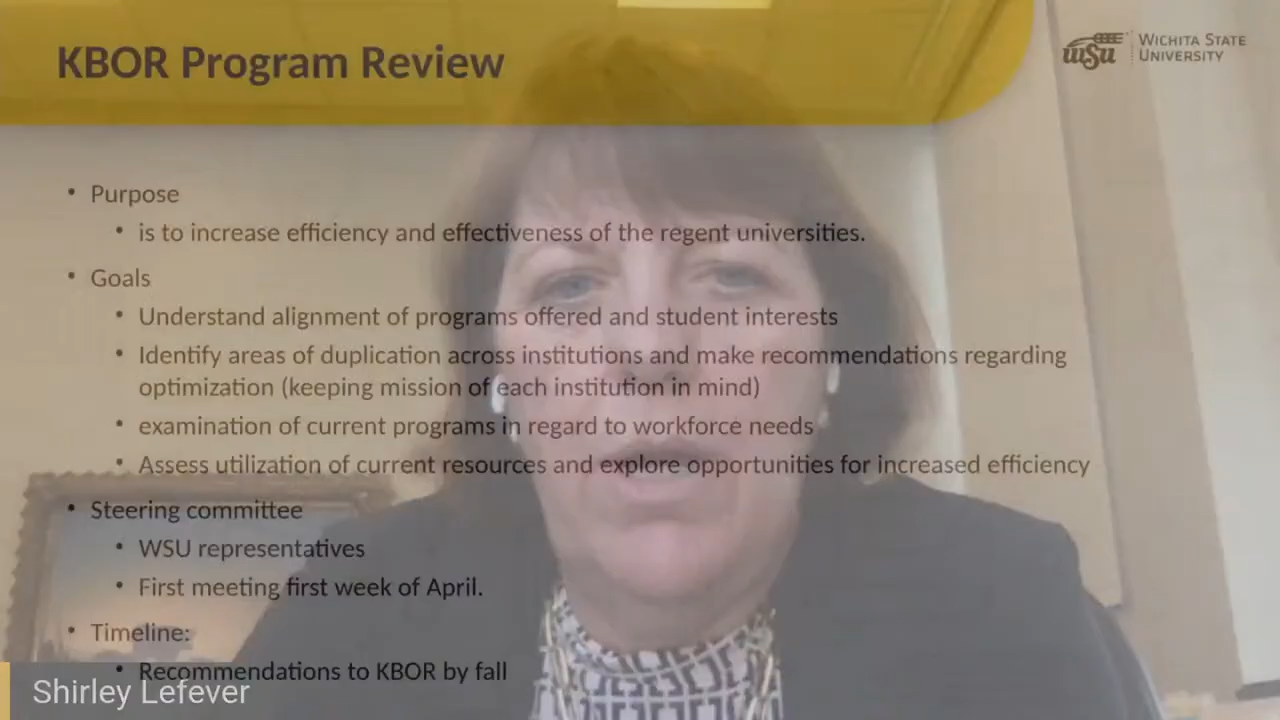 KBOR Program Review
WICHITA STATE
UNIVERSITY
wsu
• Purpose
• is to increase efficiency and effectiveness of the regent universities.
• Goals
• Understand alignment of programs offered and student interests
• Identify areas of duplication across institutions and make recommendations regarding
optimization (keeping mission of each institution in mind)
• examination of current programs in regard to workforce needs
• Assess utilization of current resources and explore opportunities for increased efficiency
• Steering committee
• WSU representatives
• First meeting first week of April.
• Timeline:
• Recommendations to KBOR by fall
Shirley Lefever